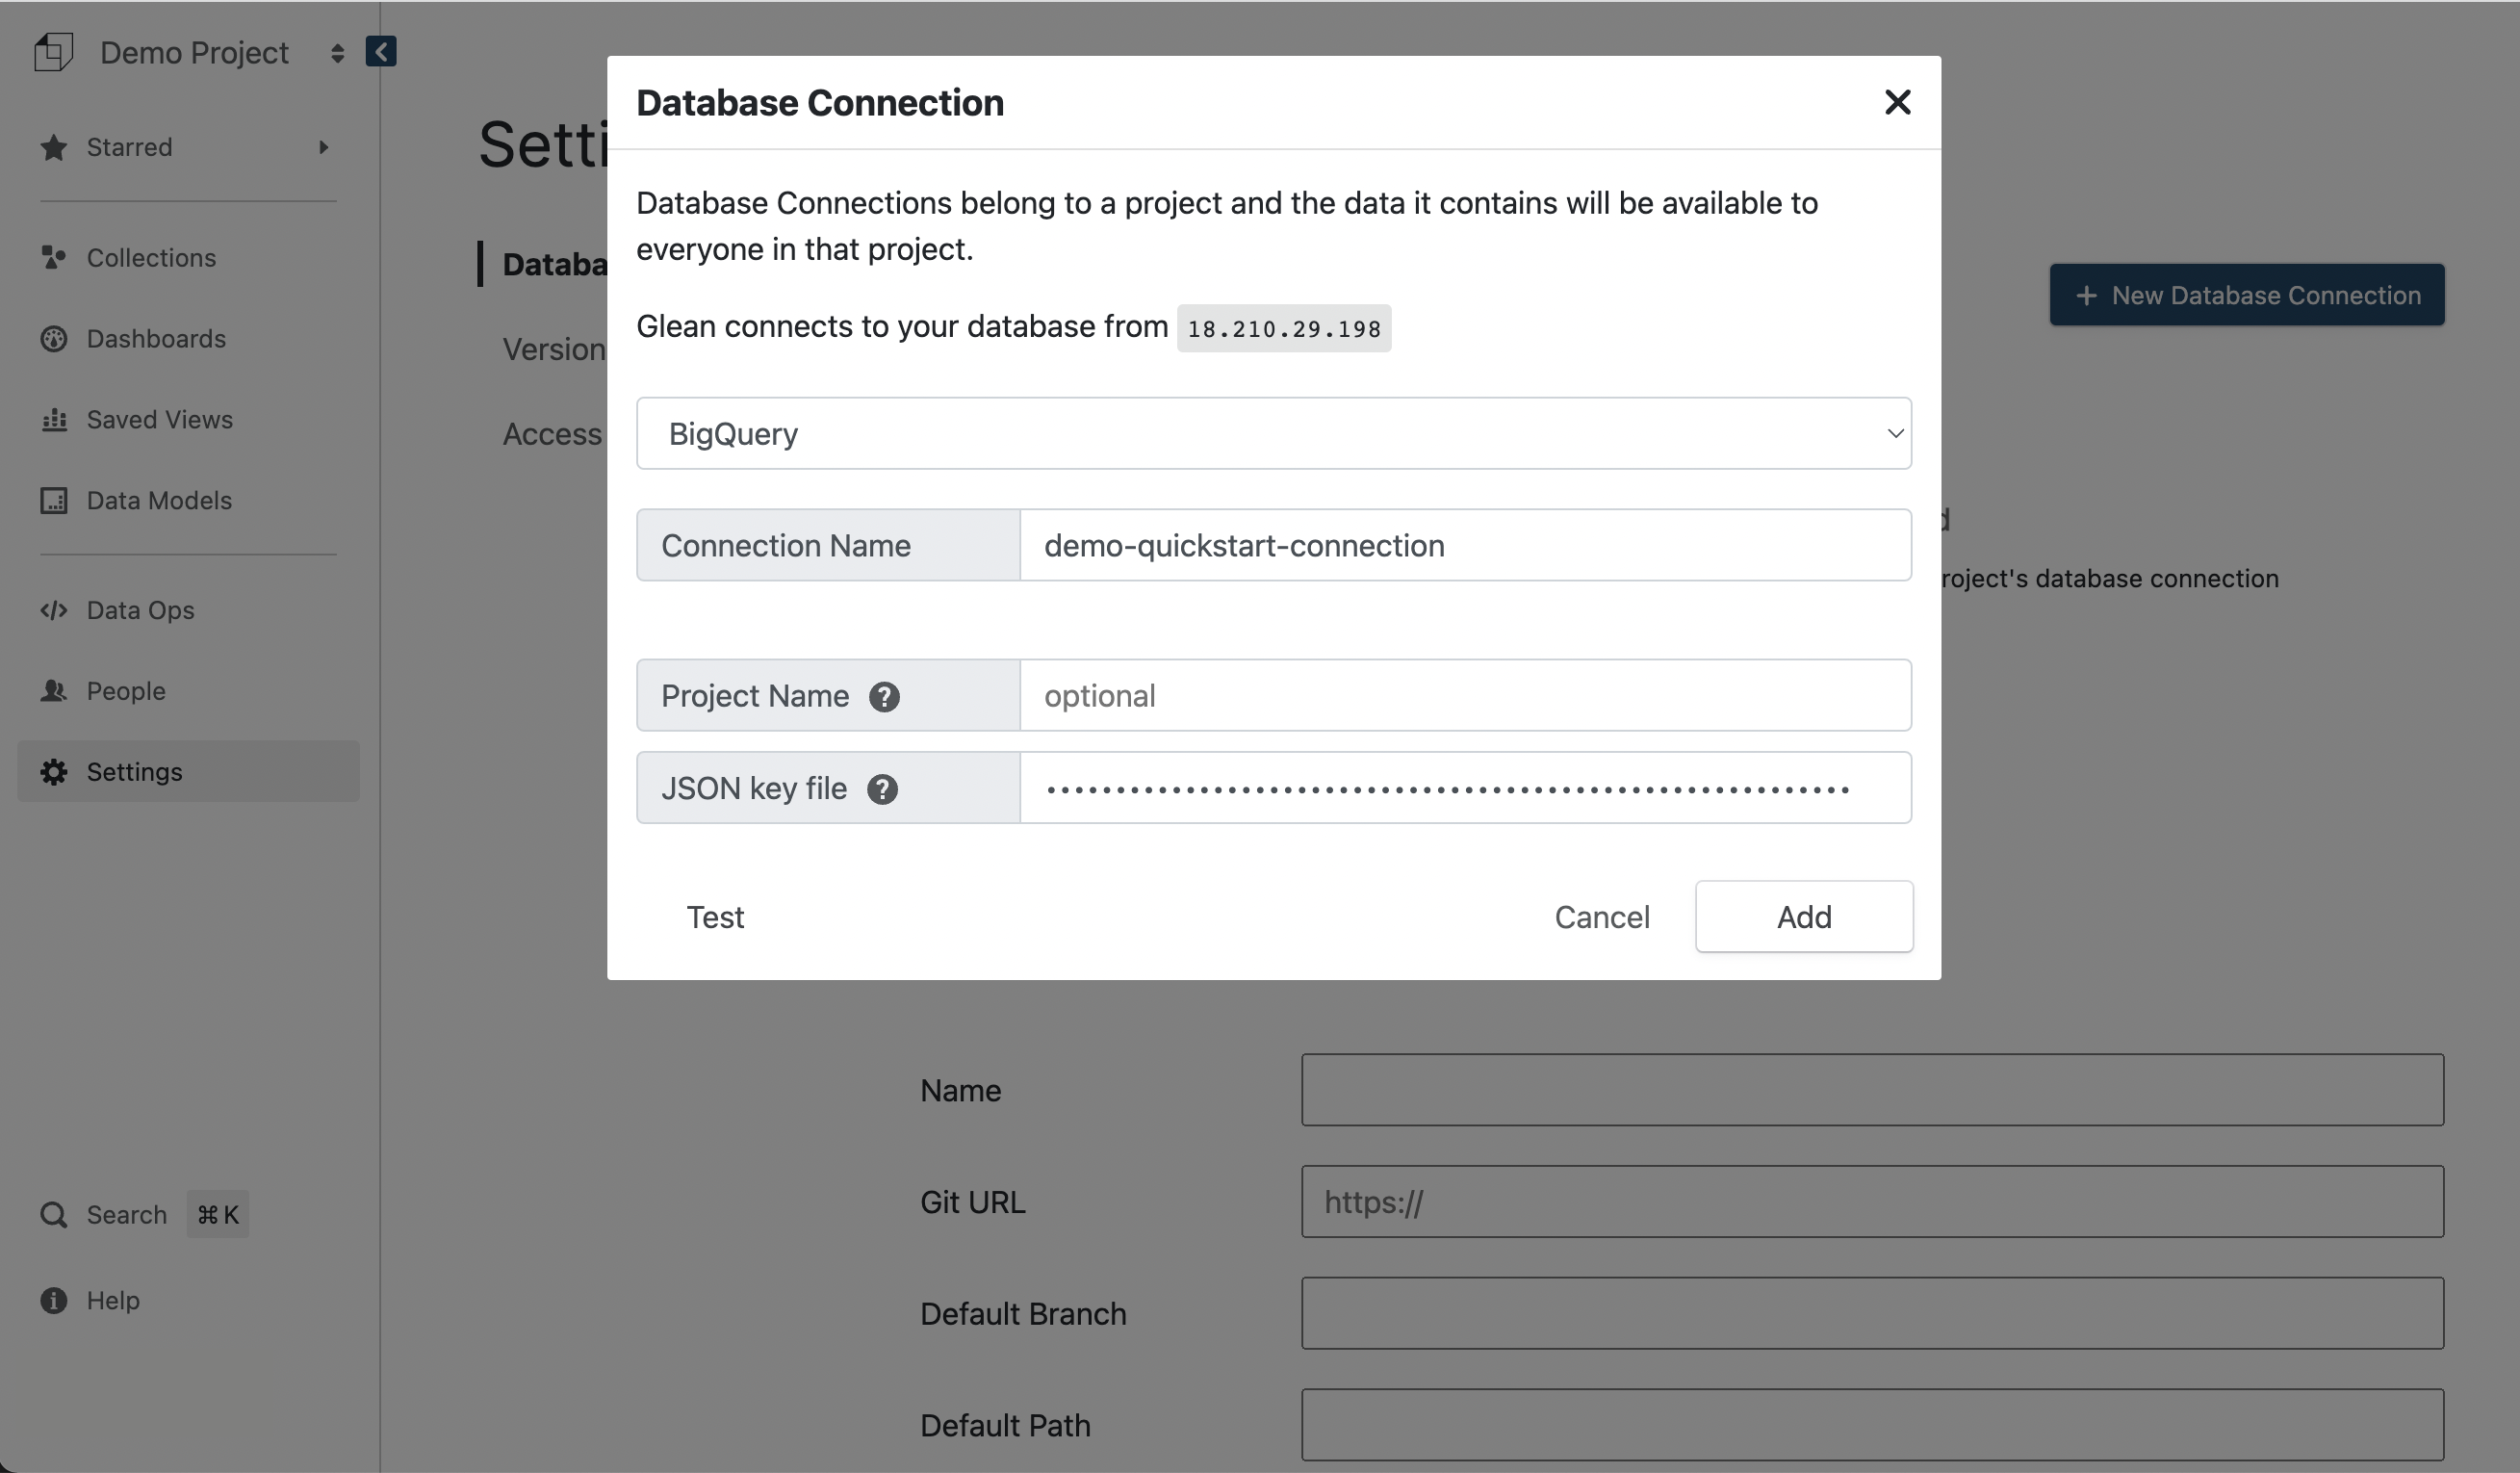 Demo Project
Starred
Collections
Dashboards
Saved Views
Data Models
Data Ops
People
Settings
Search ⌘ K
Help
Database Connection
Database Connections belong to a project and the data it contains will be available to
everyone in that project.
Glean connects to your database from 18.210.29.198
BigQuery
Connection Name demo-quickstart-connection
Project Name ? optional
JSON key file ? ••••••••••••••••••••••••••••••••••••••••••••••••••••••••••
Test Cancel Add
Version
Access
+ New Database Connection
database connection
Name
Git URL https://
Default Branch
Default Path